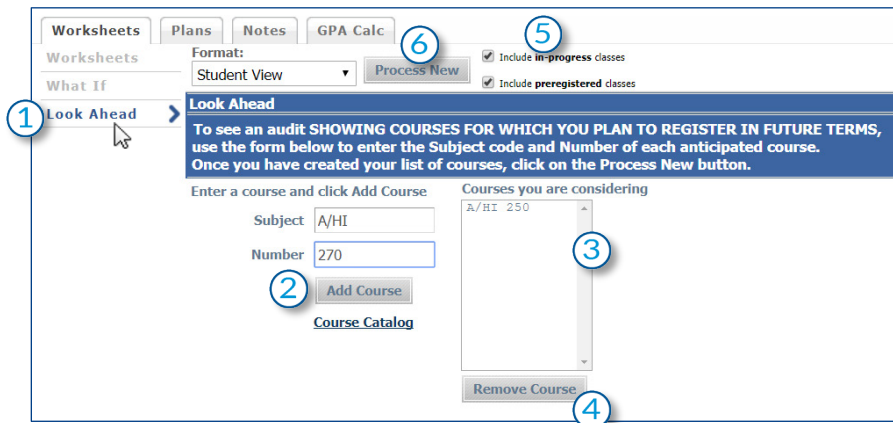 Worksheets Plans Notes GPA Calc
Worksheets
What If
1 Look Ahead
Format:
Student View
6
Process New
5
Include in-progress classes
Include preregistered classes
Look Ahead
To see an audit SHOWING COURSES FOR WHICH YOU PLAN TO REGISTER IN FUTURE TERMS,
use the form below to enter the Subject code and Number of each anticipated course.
Once you have created your list of courses, click on the Process New button.
Enter a course and click Add Course
Subject A/HI
Number 270
2 Add Course
Course Catalog
Courses you are considering
A/HI 250
3
Remove Course
4